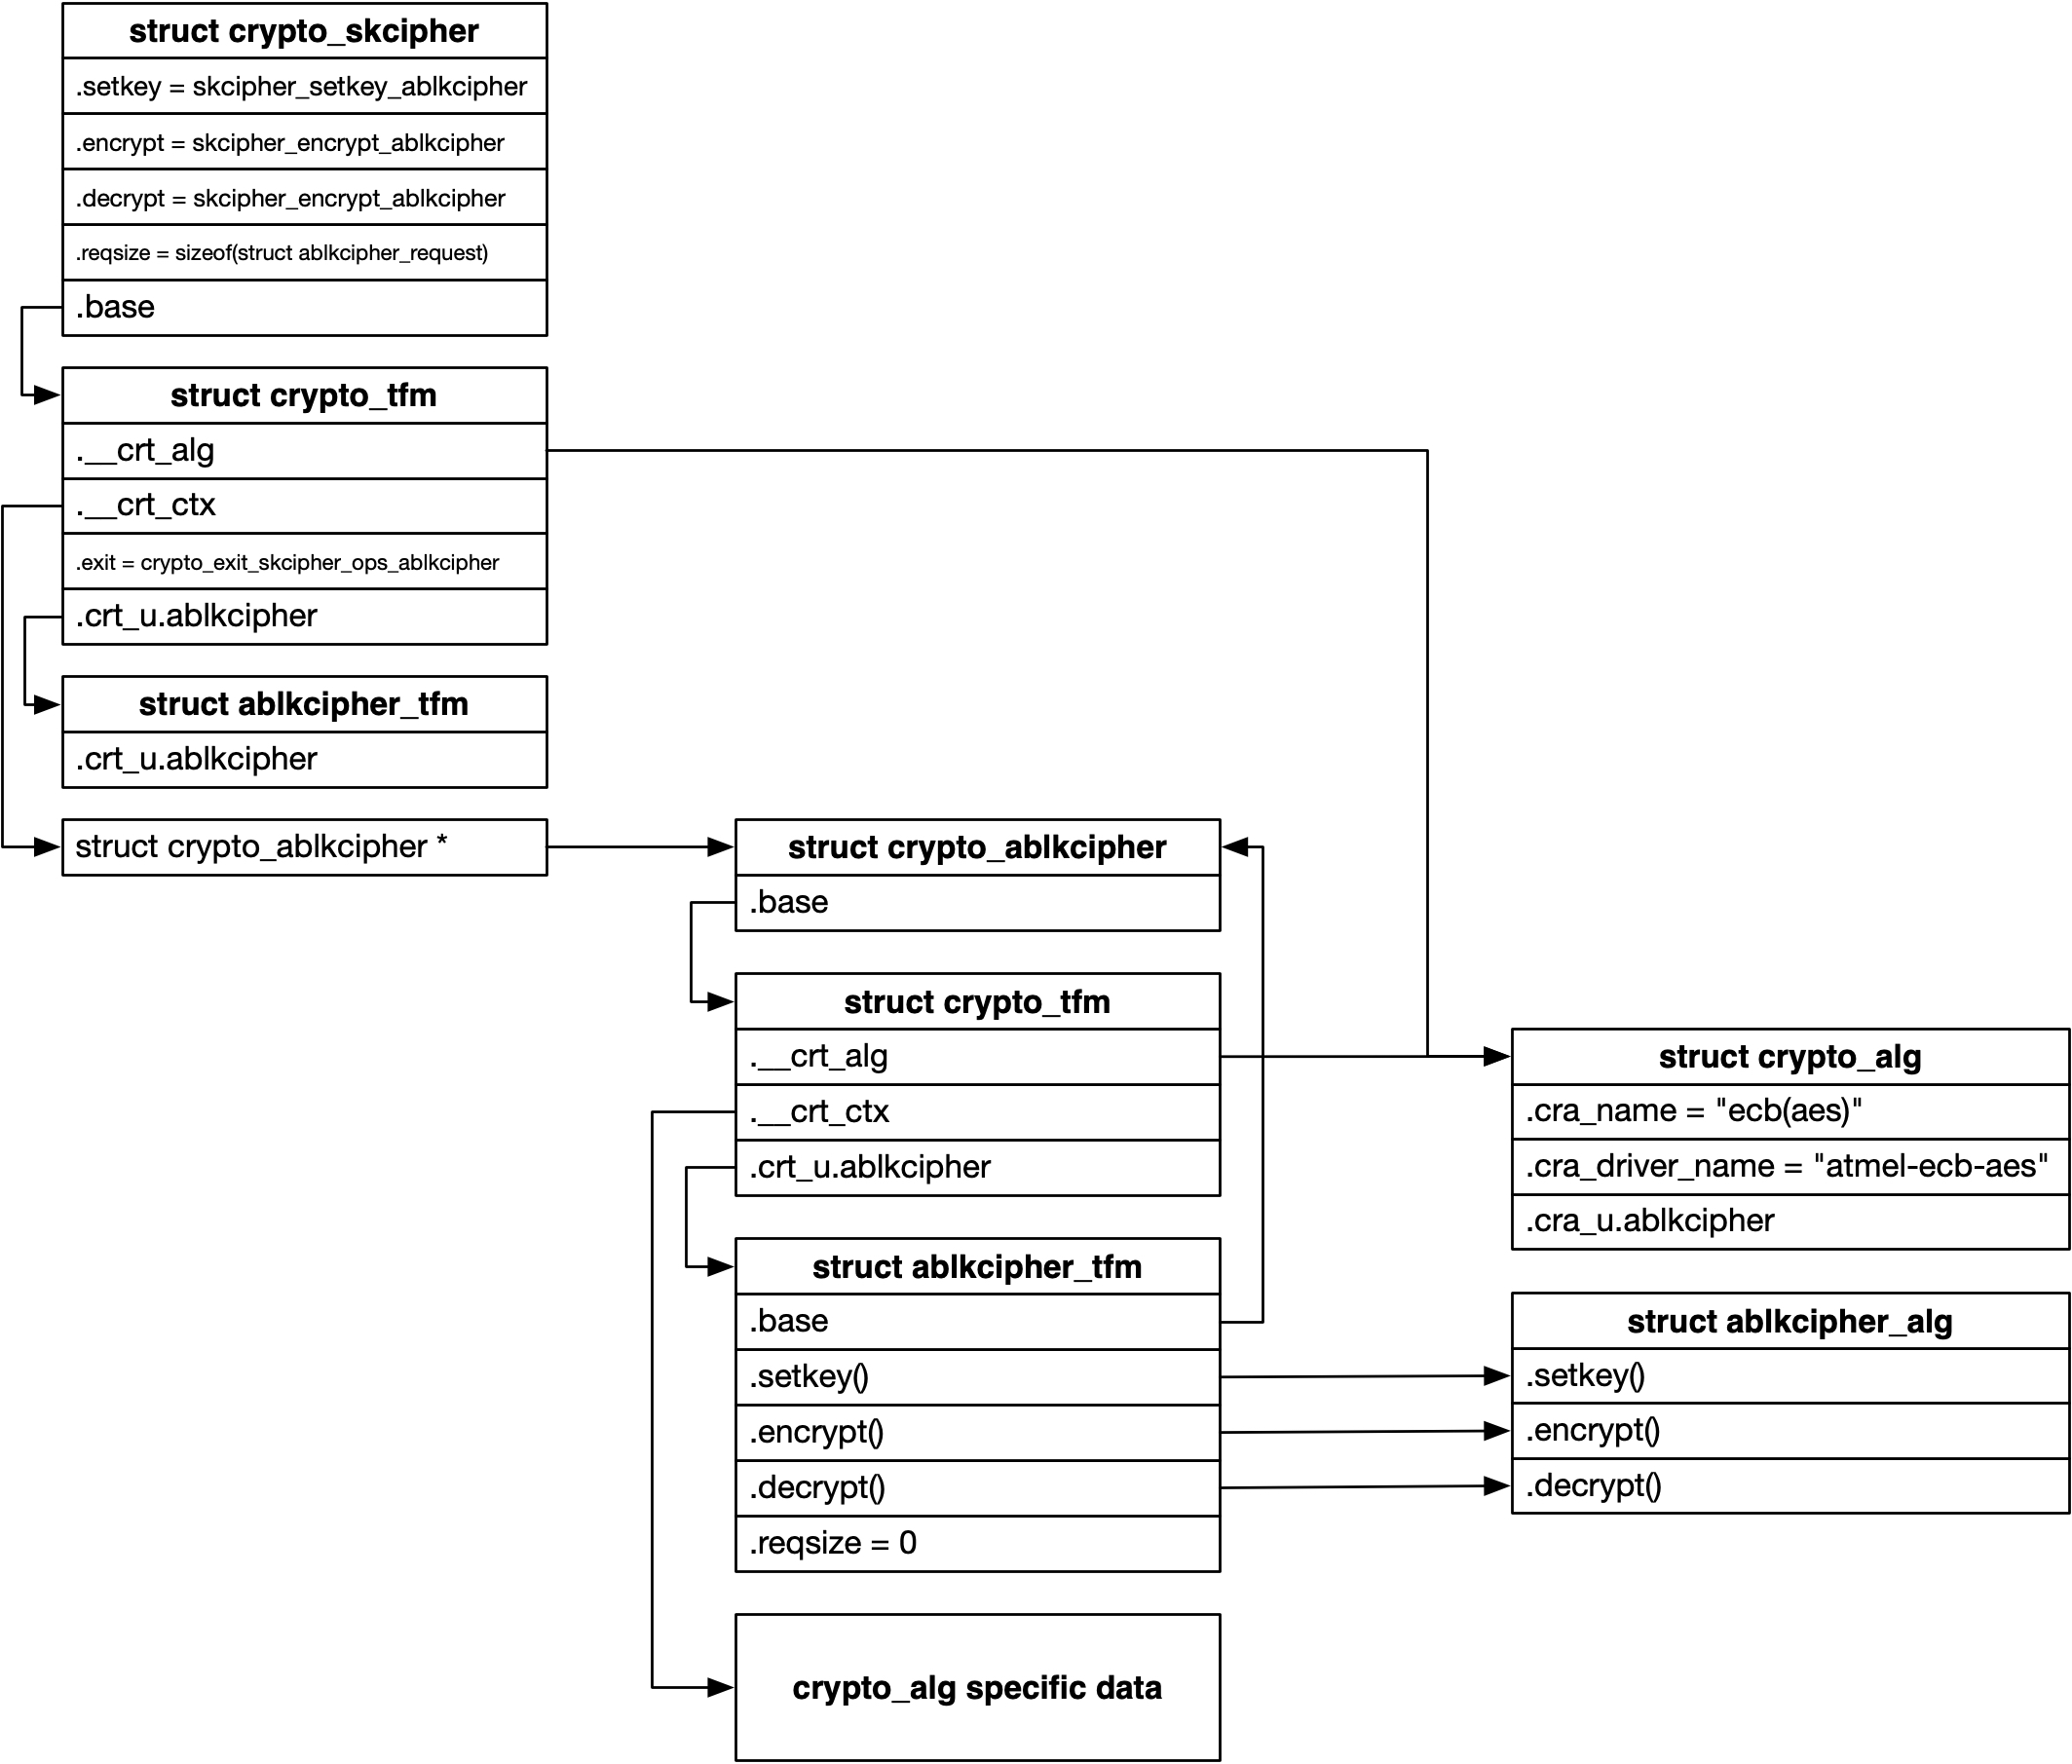 struct crypto_skcipher
.setkey = skcipher_setkey_ablkcipher
.encrypt = skcipher_encrypt_ablkcipher
.decrypt = skcipher_encrypt_ablkcipher
.reqsize = sizeof(struct ablkcipher_request)
.base
struct crypto_tfm
.__crt_alg
.__crt_ctx
.exit = crypto_exit_skcipher_ops_ablkcipher
.crt_u.ablkcipher
struct ablkcipher_tfm
.crt_u.ablkcipher
struct crypto_ablkcipher *
struct crypto_ablkcipher
.base
struct crypto_tfm
.__crt_alg
.__crt_ctx
.crt_u.ablkcipher
struct ablkcipher_tfm
.base
.setkey()
.encrypt()
.decrypt()
.reqsize = 0
crypto_alg specific data
struct crypto_alg
.cra_name = "ecb(aes)"
.cra_driver_name = "atmel-ecb-aes"
.cra_u.ablkcipher
struct ablkcipher_alg
.setkey()
.encrypt()
.decrypt()